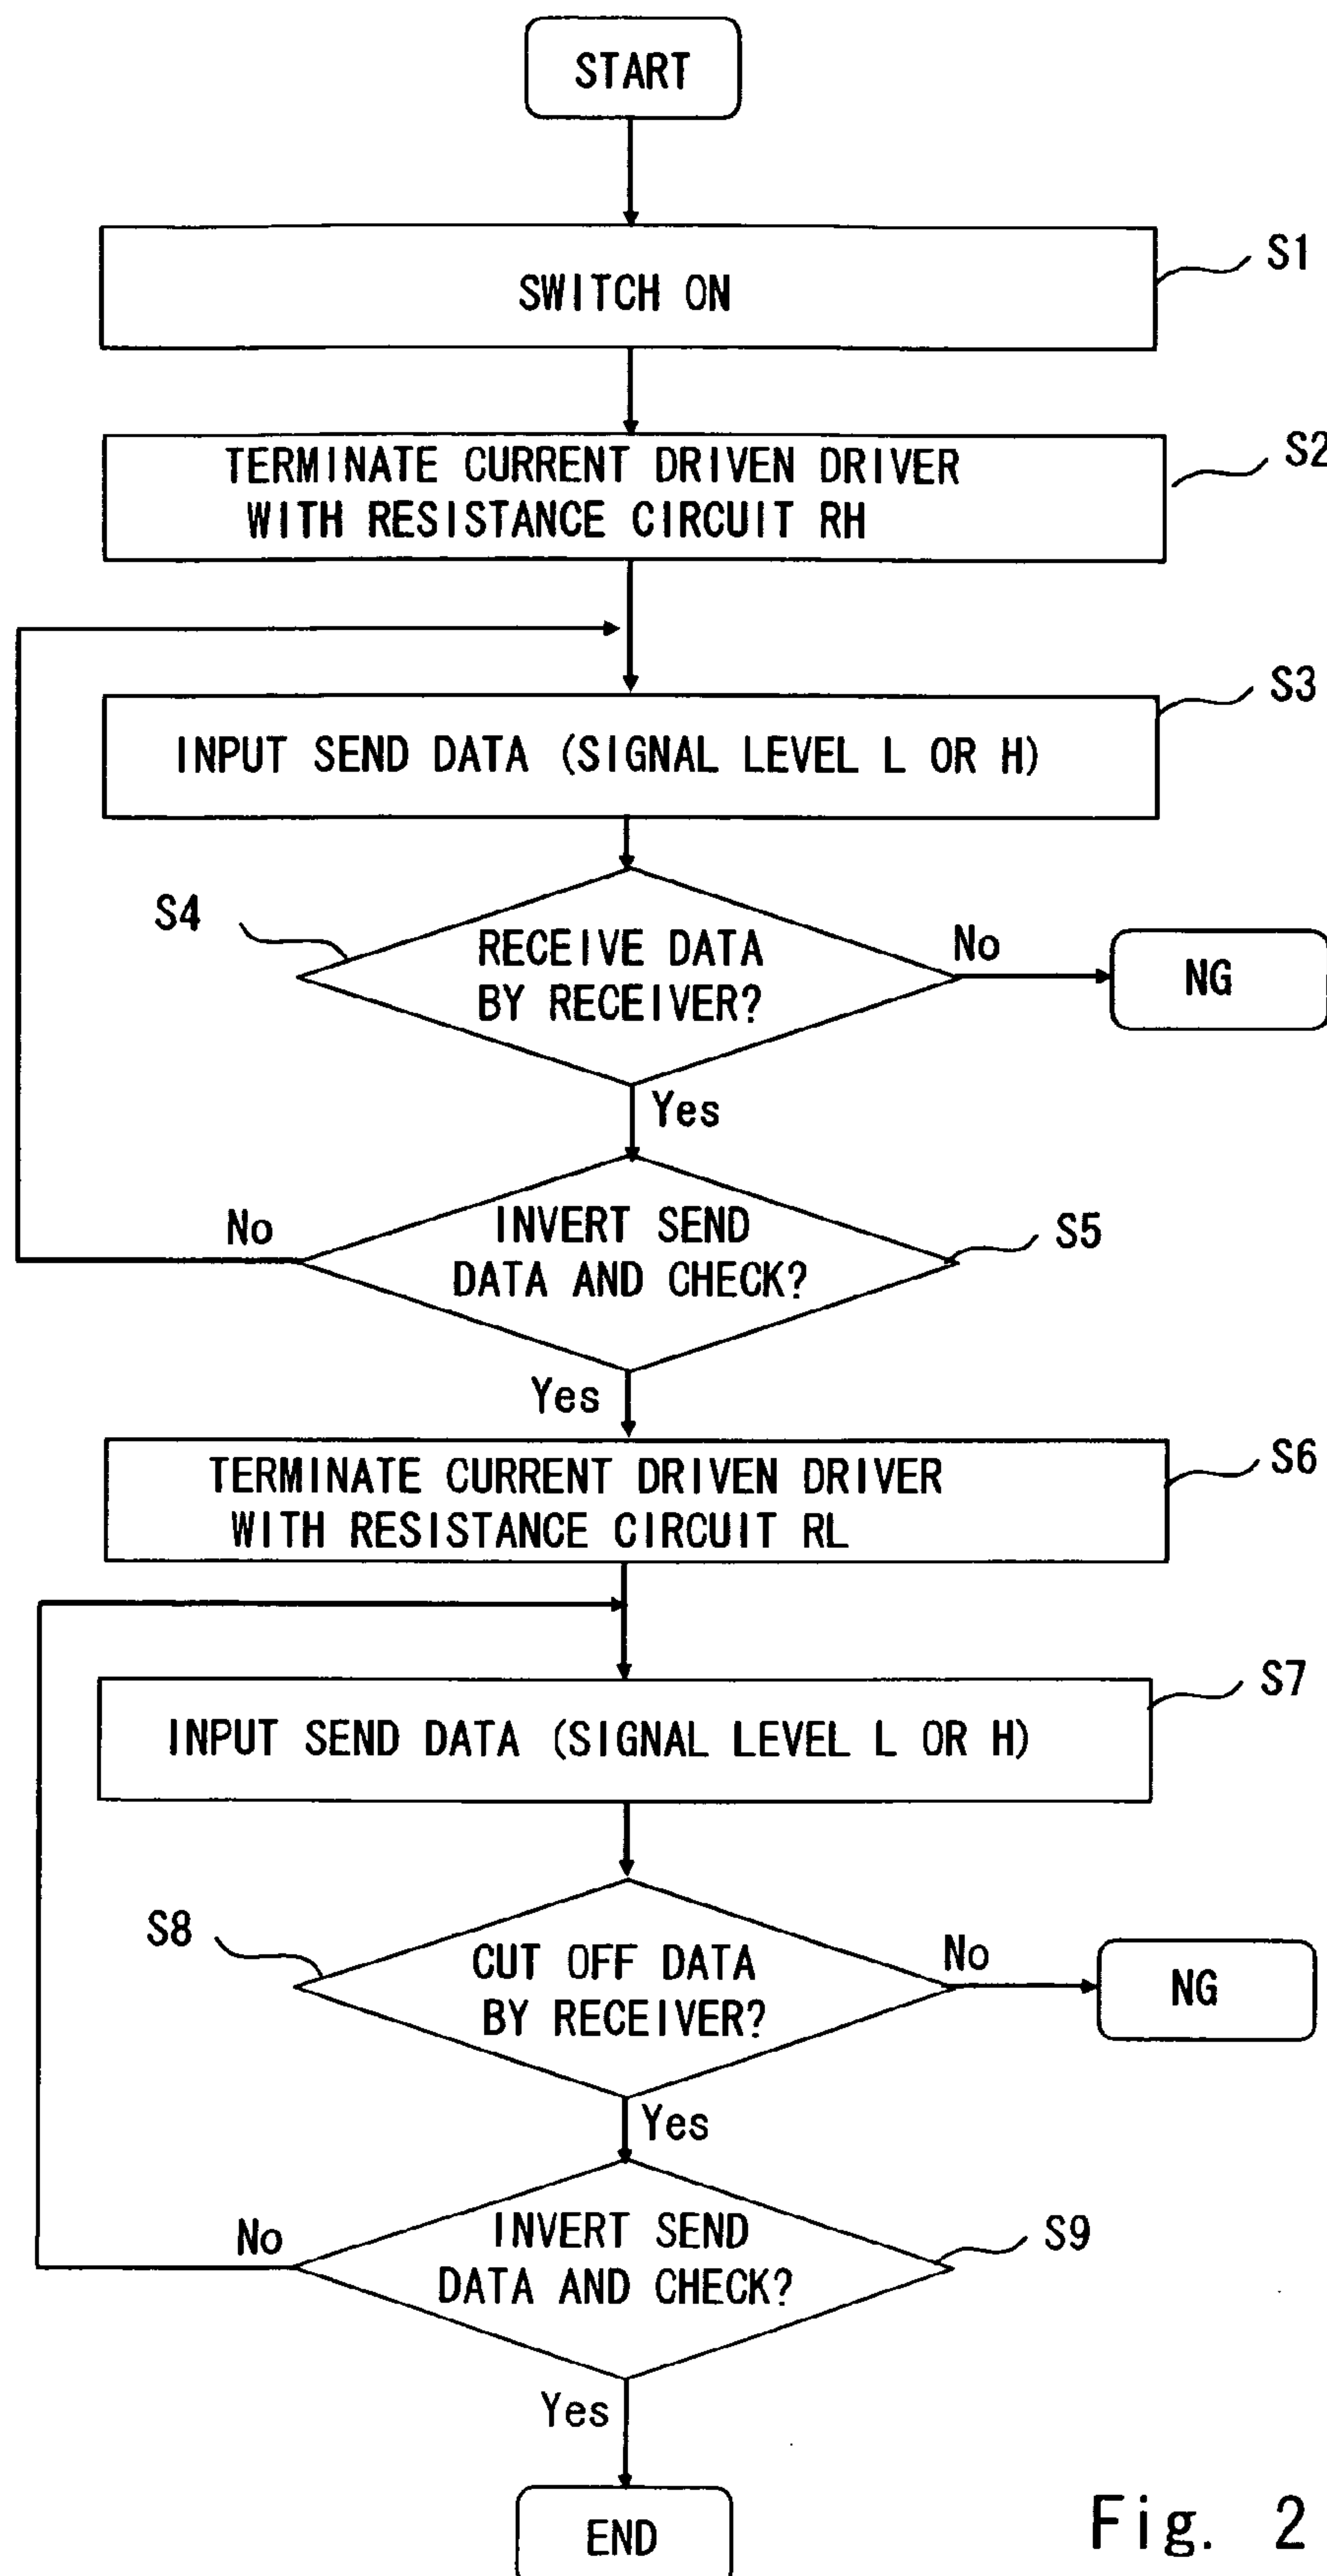 START
SWITCH ON
S1
TERMINATE CURRENT DRIVEN DRIVER
WITH RESISTANCE CIRCUIT RH
S2
INPUT SEND DATA (SIGNAL LEVEL L OR H)
S3
S4
RECEIVE DATA
BY RECEIVER?
No
NG
Yes
INVERT SEND
DATA AND CHECK?
No
S5
Yes
TERMINATE CURRENT DRIVEN DRIVER
WITH RESISTANCE CIRCUIT RL
S6
INPUT SEND DATA (SIGNAL LEVEL L OR H)
S7
S8
CUT OFF DATA
BY RECEIVER?
No
NG
Yes
INVERT SEND
DATA AND CHECK?
No
S9
Yes
END
Fig. 2